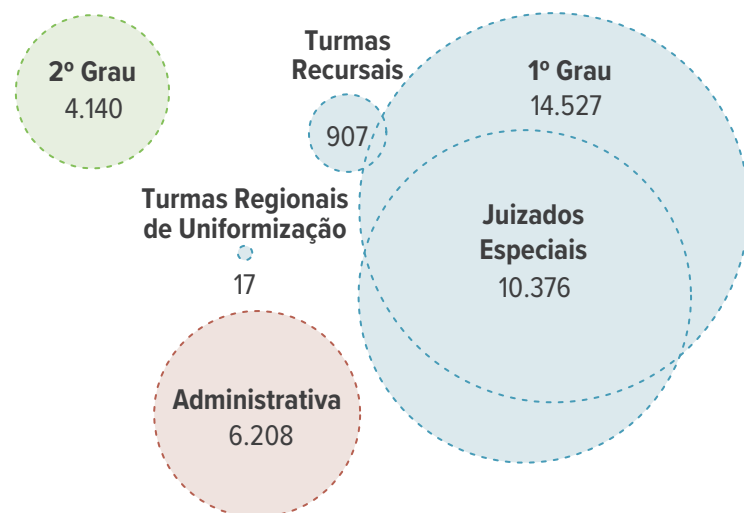 2º Grau
4.140
Turmas
Recursais
907
1º Grau
14.527
Turmas Regionais
de Uniformização
17
Juizados
Especiais
10.376
Administrativa
6.208